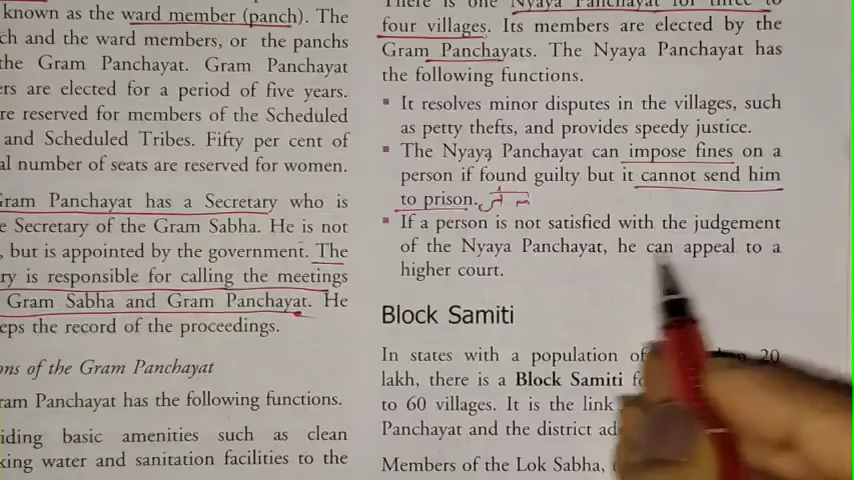 known as the ward member (panch). The
ch and the ward members, or the panchs
the Gram Panchayat. Gram Panchayat
ers are elected for a period of five years.
re reserved for members of the Scheduled
and Scheduled Tribes. Fifty per cent of
al number of seats are reserved for women.
Gram Panchayat has a Secretary who is
e Secretary of the Gram Sabha. He is not
, but is appointed by the government. The
ry is responsible for calling the meetings
Gram Sabha and Gram Panchayat. He
eps the record of the proceedings.
ons of the Gram Panchayat
ram Panchayat has the following functions.
iding basic amenities such as clean
king water and sanitation facilities to the
There is one Nyaya Panchayat for three to
four villages. Its members are elected by the
Gram Panchayats. The Nyaya Panchayat has
the following functions.
▪ It resolves minor disputes in the villages, such
as petty thefts, and provides speedy justice.
▪ The Nyaya Panchayat can impose fines on a
person if found guilty but it cannot send him
to prison.
▪ If a person is not satisfied with the judgement
of the Nyaya Panchayat, he can appeal to a
higher court.
Block Samiti
In states with a population of 20
lakh, there is a Block Samiti
to 60 villages. It is the link
Panchayat and the district
Members of the Lok Sabha,